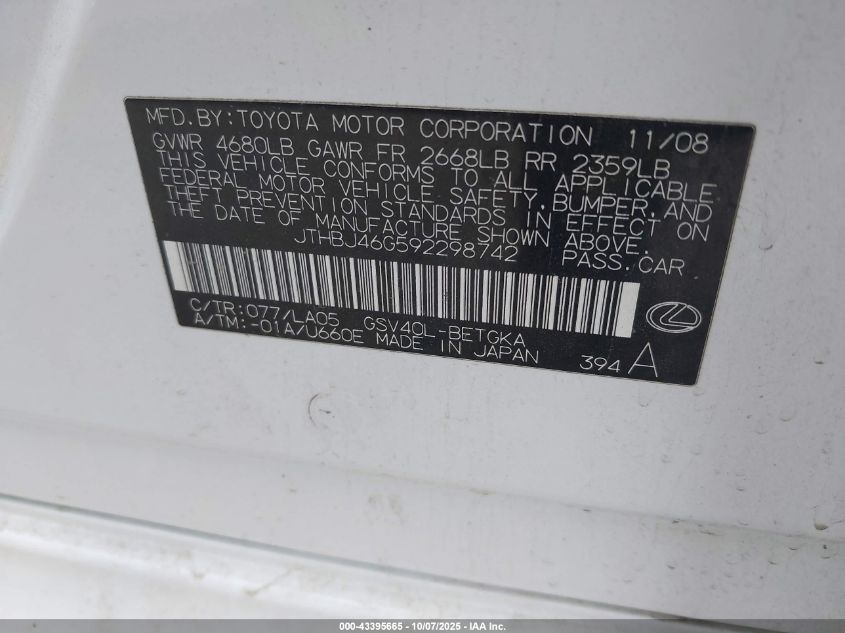 MFD.BY:TOYOTA MOTOR CORPORATION 11/08
GVWR 4680LB GAWR FR 2668LB RR 2359LB
THIS VEHICLE CONFORMS TO ALL APPLICABLE
FEDERAL MOTOR VEHICLE SAFETY,BUMPER,AND
THEFT PREVENTION STANDARDS IN EFFECT ON
THE DATE OF MANUFACTURE SHOWN ABOVE.
JTHBJ46G592298742 PASS.CAR
C/TR:077/LA05 GSV40L-BETGKA
A/TM:-01A/U660E MADE IN JAPAN
394 A
000-43395665 - 10/07/2025 - IAA Inc.